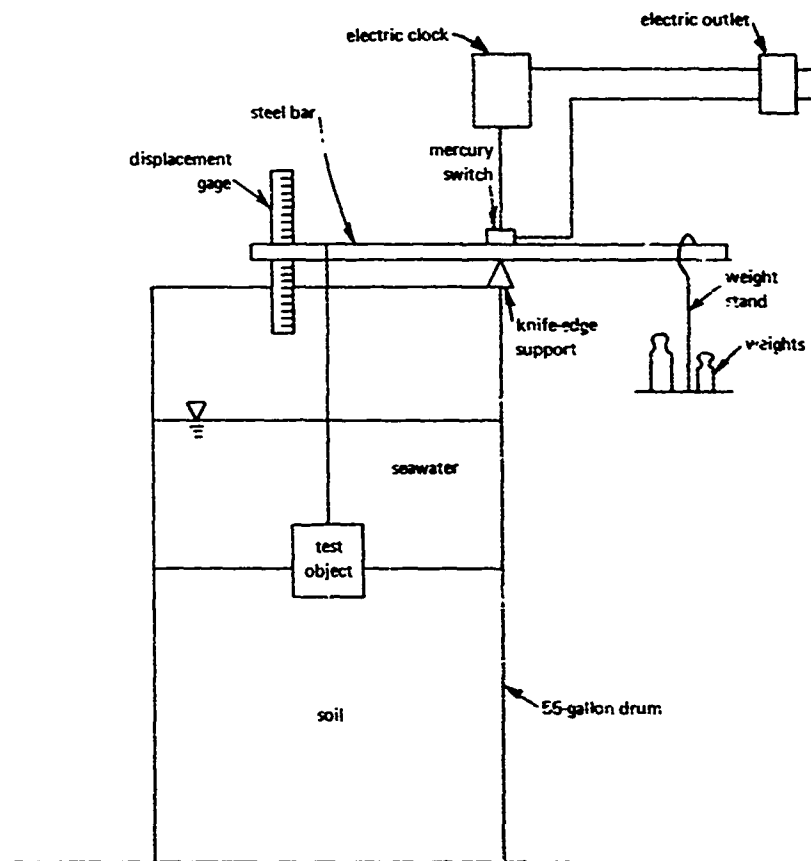 electric outlet
electric clock
steel bar
mercury
switch
displacement
gage
weight
stand
knife-edge
support
weights
seawater
test
object
55-gallon drum
soil